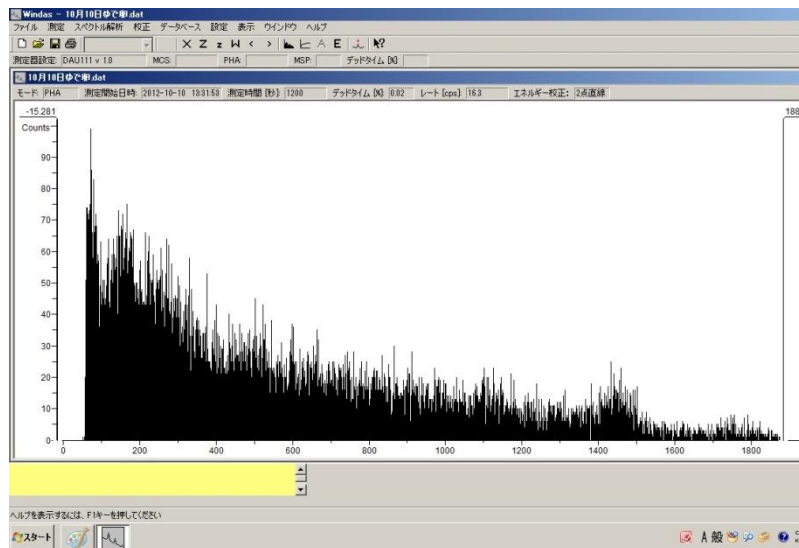 Windas - 10月10日ゆで卵.dat
ファイル 測定 スペクトル解析 校正 データベース 設定 表示 ウインドウ ヘルプ
X Z z W < > A E
測定器設定: DAU111 v 1.0 MCS: PHA: MSP: デッドタイム [%]:
10月10日ゆで卵.dat
モード: PHA 測定開始日時: 2012-10-10 13:31:53 測定時間 [秒]: 1200 デッドタイム [%]: 0.02 レート [cps]: 16.3 エネルギー校正: 2点直線
-15.281 188
Counts
90
80
70
60
50
40
30
20
10
0
0 200 400 600 800 1000 1200 1400 1600 1800
ヘルプを表示するには、F1キーを押してください
スタート A 般